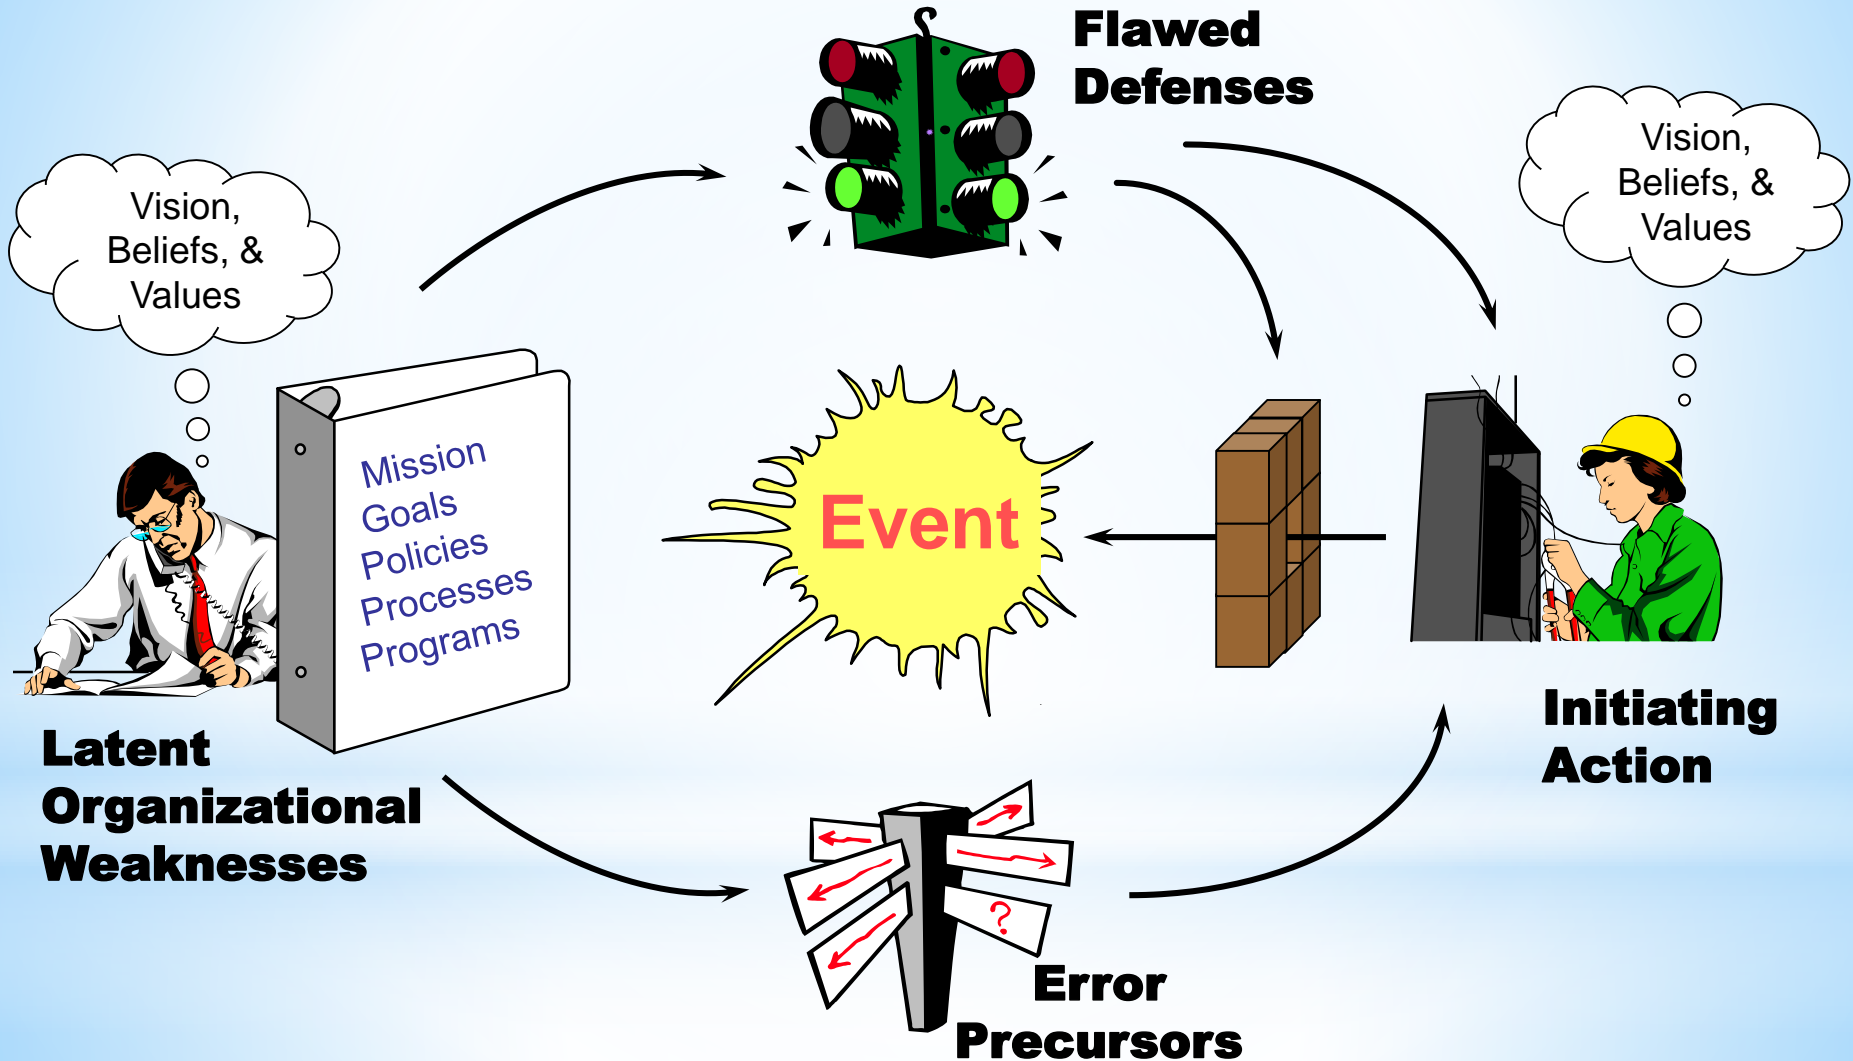 Flawed
Defenses
Vision,
Beliefs, &
Values
Vision,
Beliefs, &
Values
Mission
Goals
Policies
Processes
Programs
Event
Latent
Organizational
Weaknesses
Initiating
Action
?
Error
Precursors